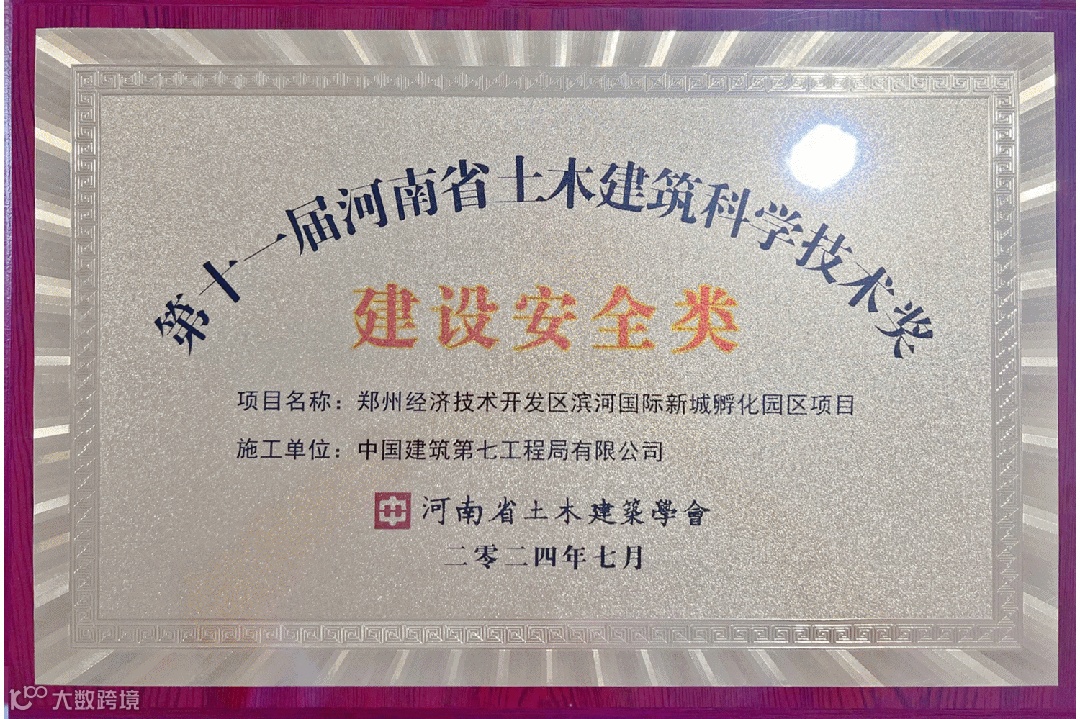 第十一届河南省土木建筑科学技术奖
建设安全类
项目名称：郑州经济技术开发区滨河国际新城孵化园区项目
施工单位：中国建筑第七工程局有限公司
河南省土木建築學會
二零二四年七月
大数跨境